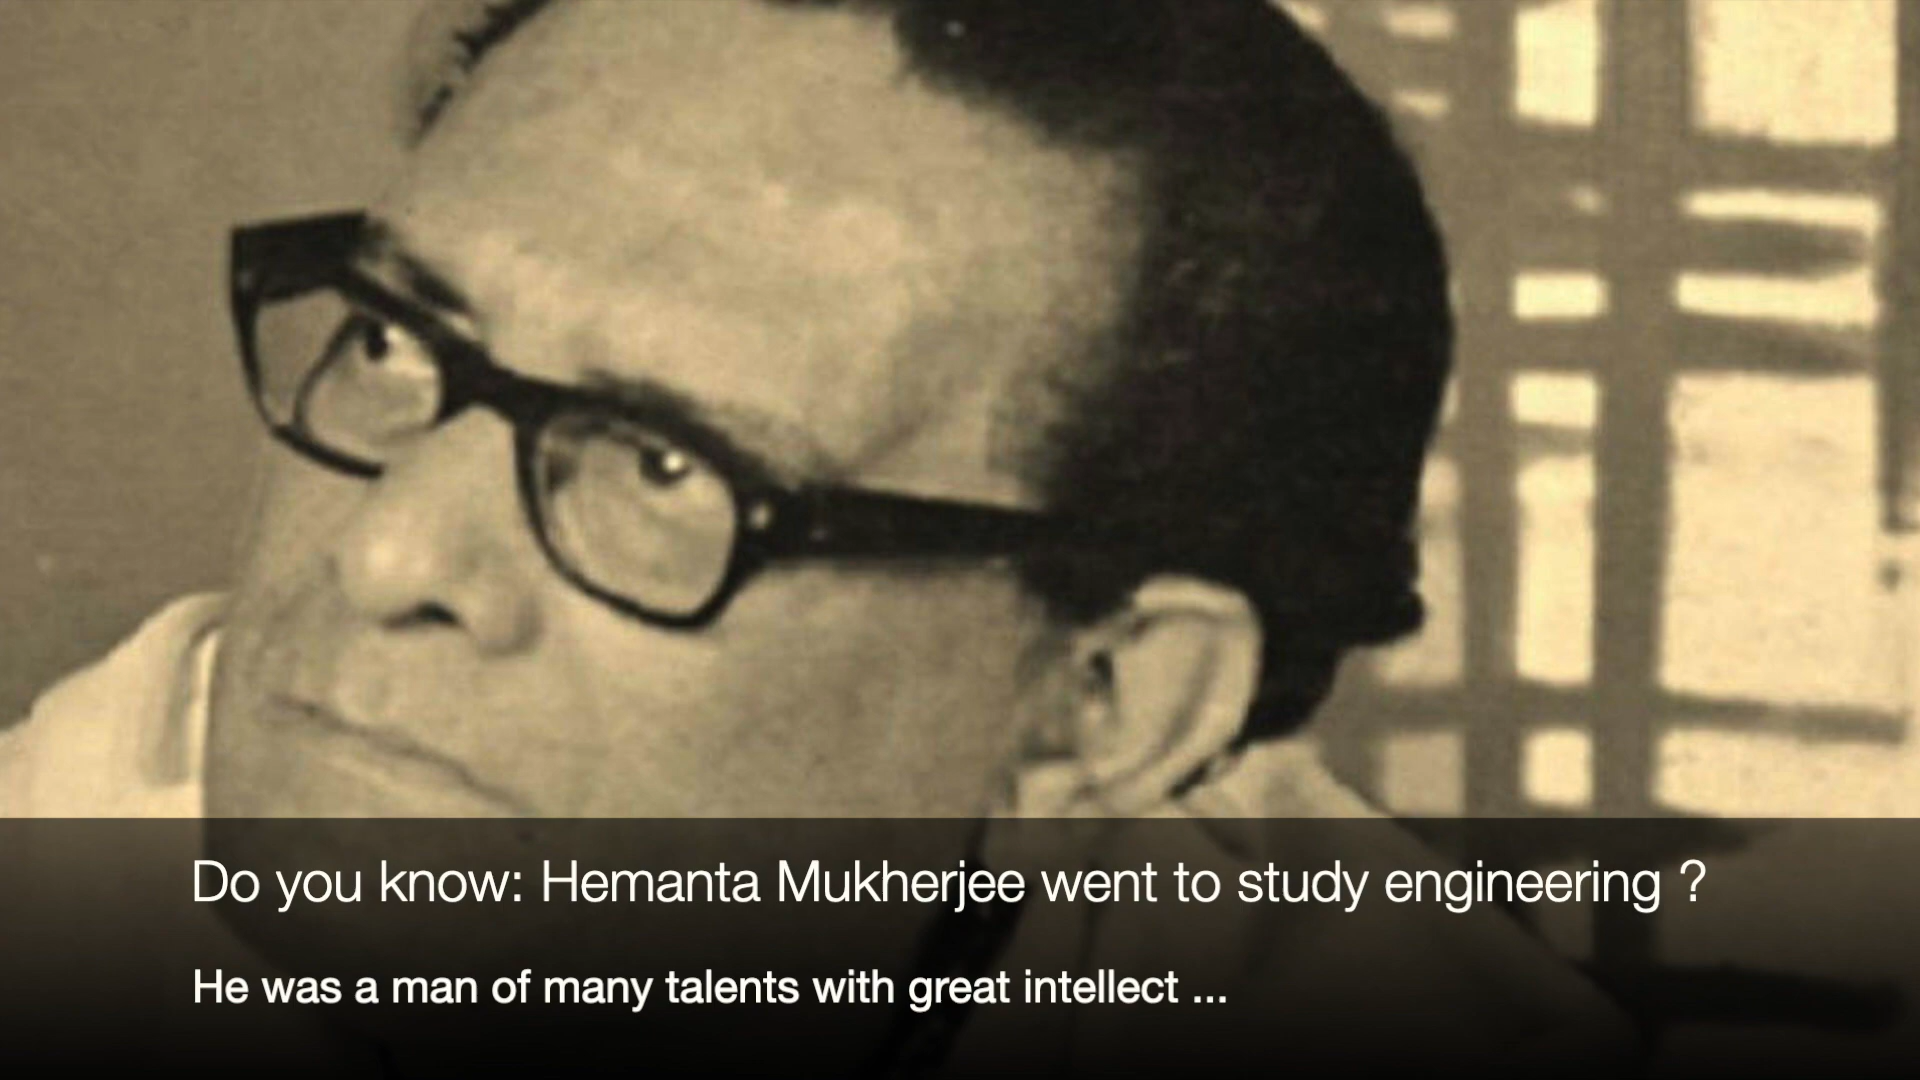 Do you know: Hemanta Mukherjee went to study engineering ?
He was a man of many talents with great intellect ...